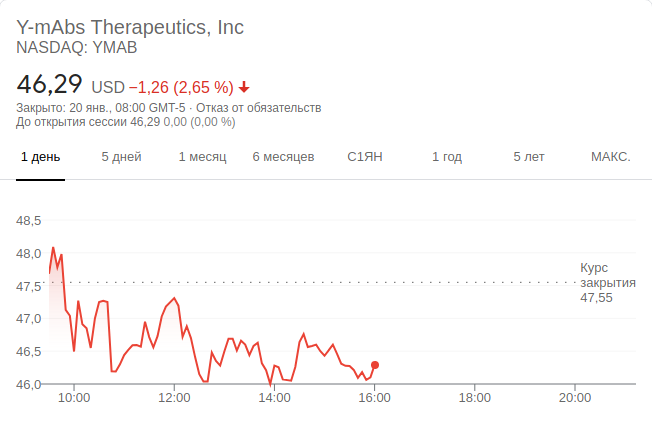 Y-mAbs Therapeutics, Inc
NASDAQ: YMAB
46,29 USD −1,26 (2,65 %)
Закрыто: 20 янв., 08:00 GMT-5 · Отказ от обязательств
До открытия сессии 46,29 0,00 (0,00 %)
1 день 5 дней 1 месяц 6 месяцев С1ЯН 1 год 5 лет МАКС.
48,5
48,0
47,5
47,0
46,5
46,0
Курс
закрытия
47,55
10:00 12:00 14:00 16:00 18:00 20:00